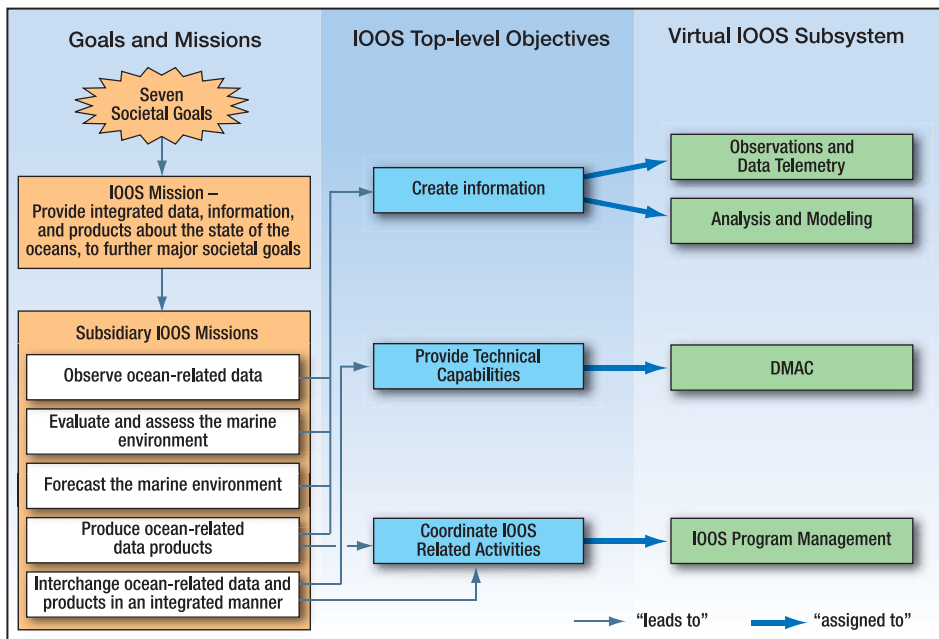 Goals and Missions
IOOS Top-level Objectives
Virtual IOOS Subsystem
Seven
Societal Goals
IOOS Mission –
Provide integrated data, information,
and products about the state of the
oceans, to further major societal goals
Subsidiary IOOS Missions
Observe ocean-related data
Evaluate and assess the marine
environment
Forecast the marine environment
Produce ocean-related
data products
Interchange ocean-related data and
products in an integrated manner
Create information
Provide Technical
Capabilities
Coordinate IOOS
Related Activities
Observations and
Data Telemetry
Analysis and Modeling
DMAC
IOOS Program Management
“leads to”
“assigned to”